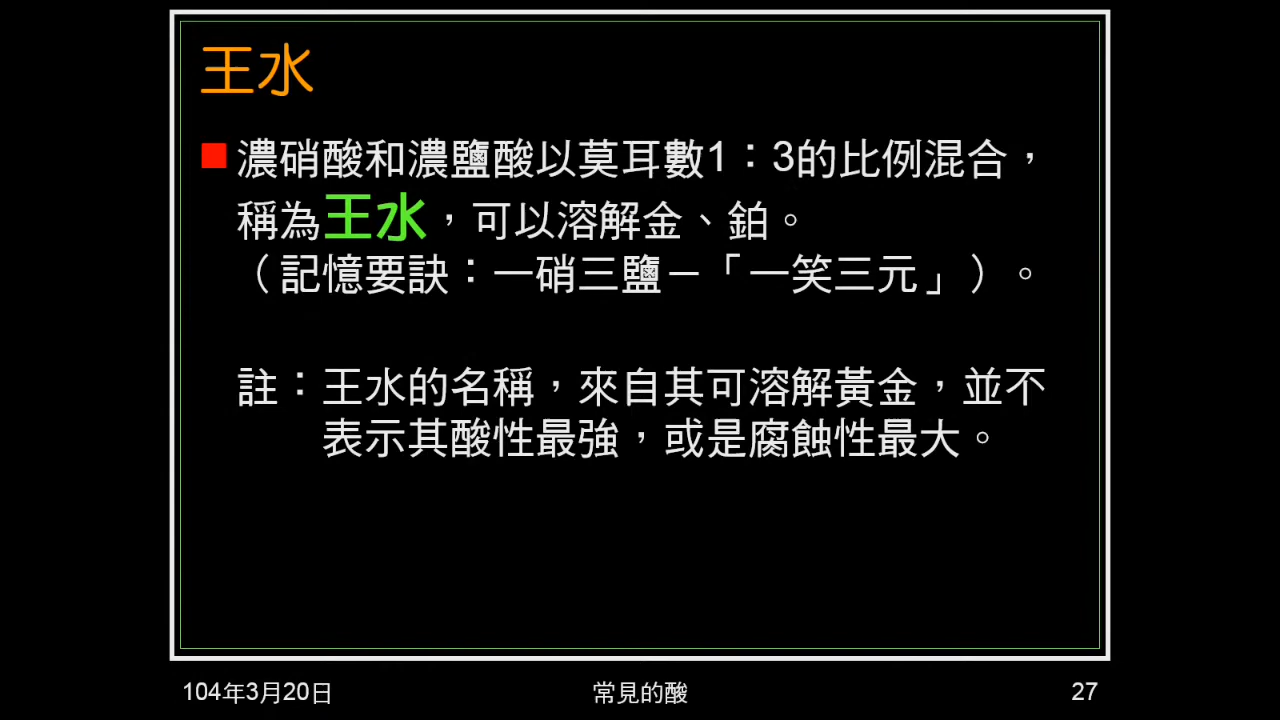 王水
濃硝酸和濃鹽酸以莫耳數1：3的比例混合，
稱為王水，可以溶解金、鉑。
（記憶要訣：一硝三鹽－「一笑三元」）。
註：王水的名稱，來自其可溶解黃金，並不
表示其酸性最強，或是腐蝕性最大。
104年3月20日
常見的酸
27